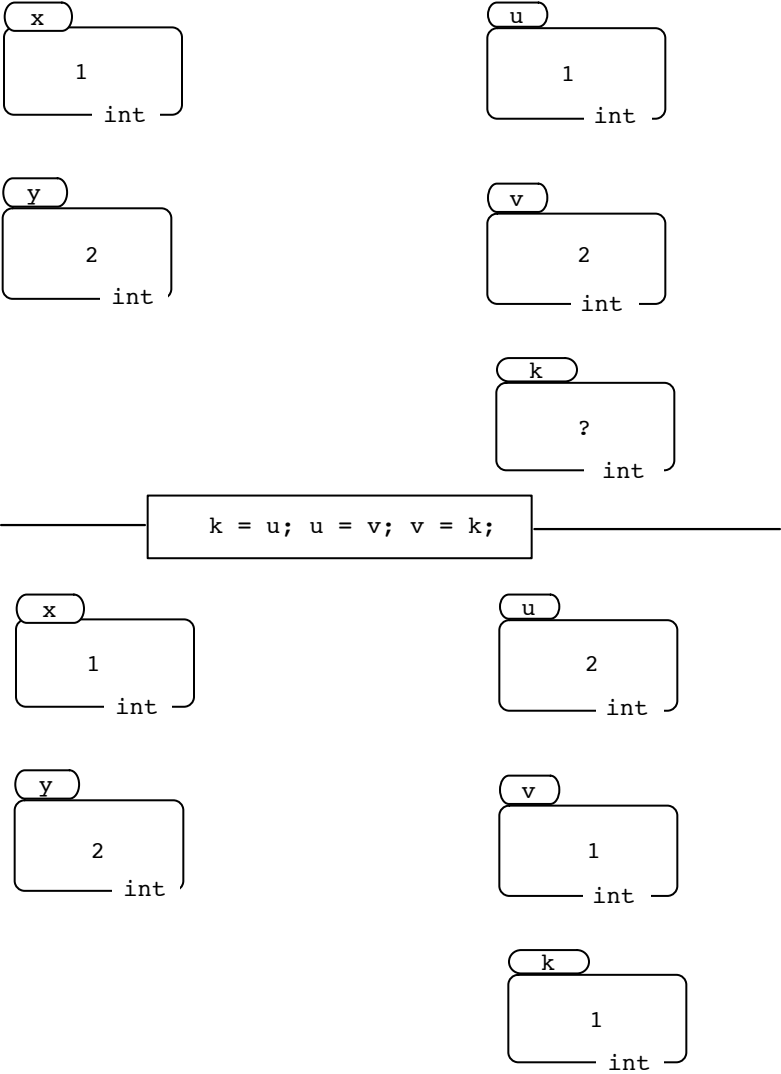 x u
1 1
int int
y v
2 2
int int
k
?
int
k = u; u = v; v = k;
x u
1 2
int int
y v
2 1
int int
k
1
int